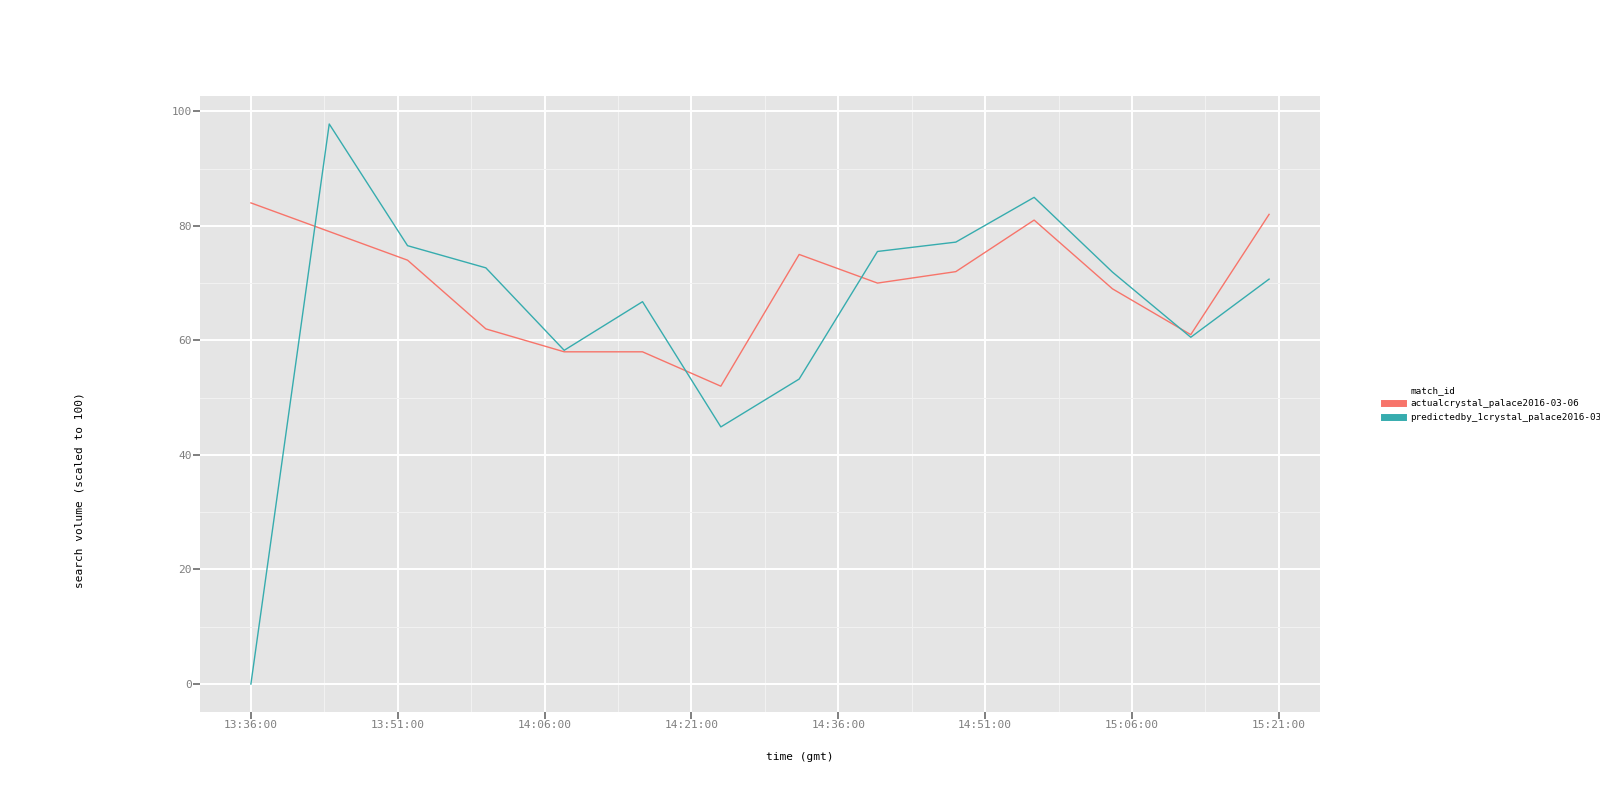 100
80
60
40
20
0
search volume (scaled to 100)
13:36:00 13:51:00 14:06:00 14:21:00 14:36:00 14:51:00 15:06:00 15:21:00
time (gmt)
match_id
actualcrystal_palace2016-03-06
predictedby_1crystal_palace2016-03